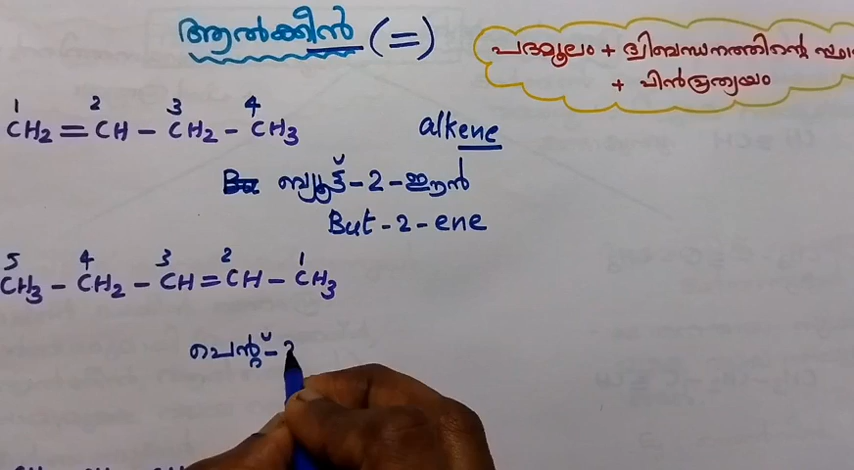 ആൽക്കീൻ (=)
പദമൂലം + ദ്വിബന്ധനത്തിന്റെ
+ പിൻപ്രത്യയം
1 2 3 4
CH2 = CH - CH2 - CH3
alkene
ബ്യൂട്ട് - 2 - ഈൻ
But - 2 - ene
5 4 3 2 1
CH3 - CH2 - CH = CH - CH3
പെന്റ് - 2